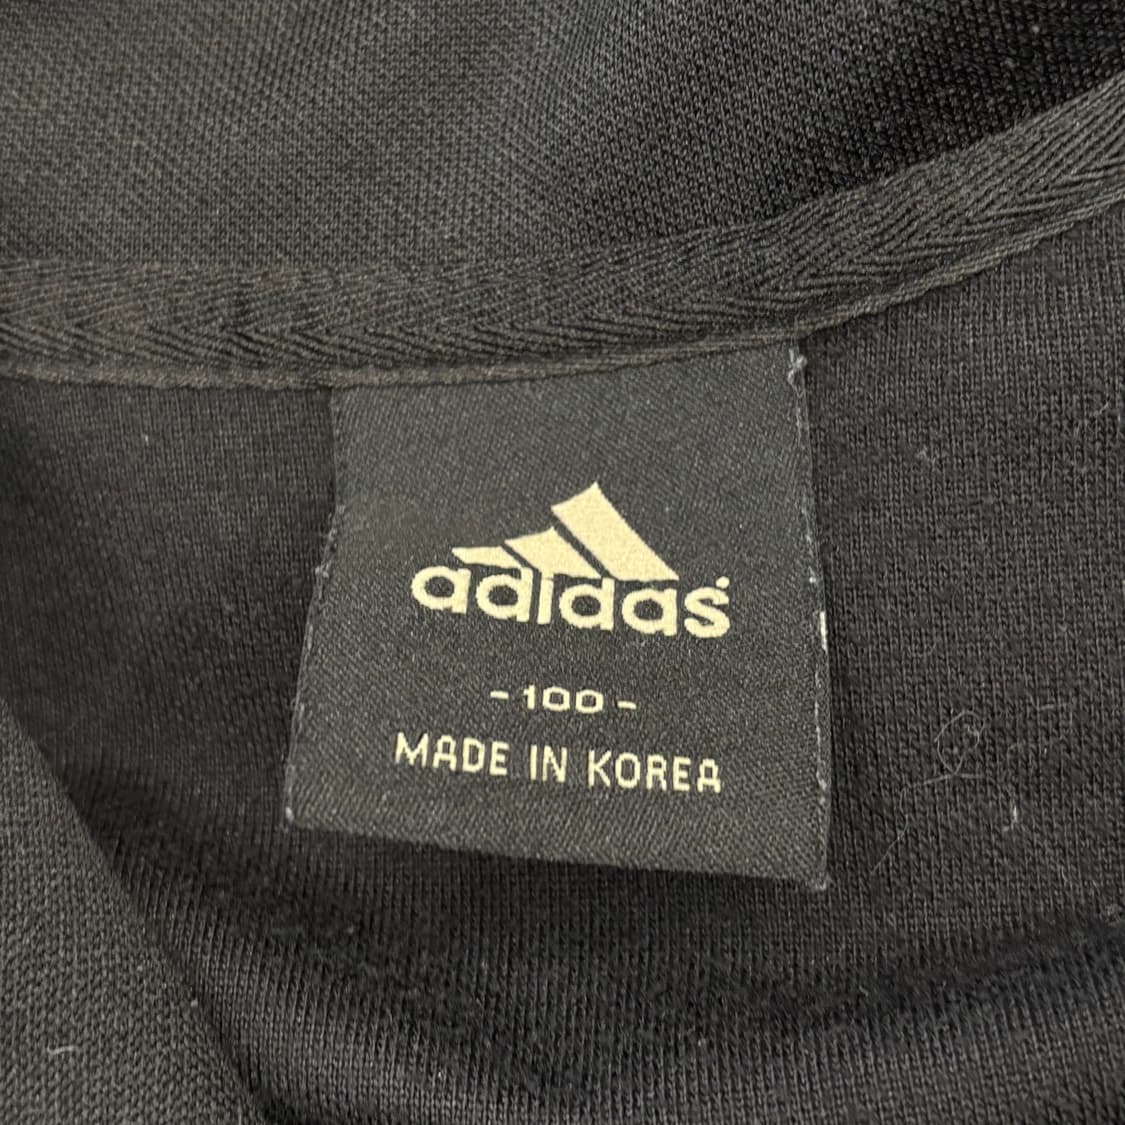 adidas
- 100 -
MADE IN KOREA